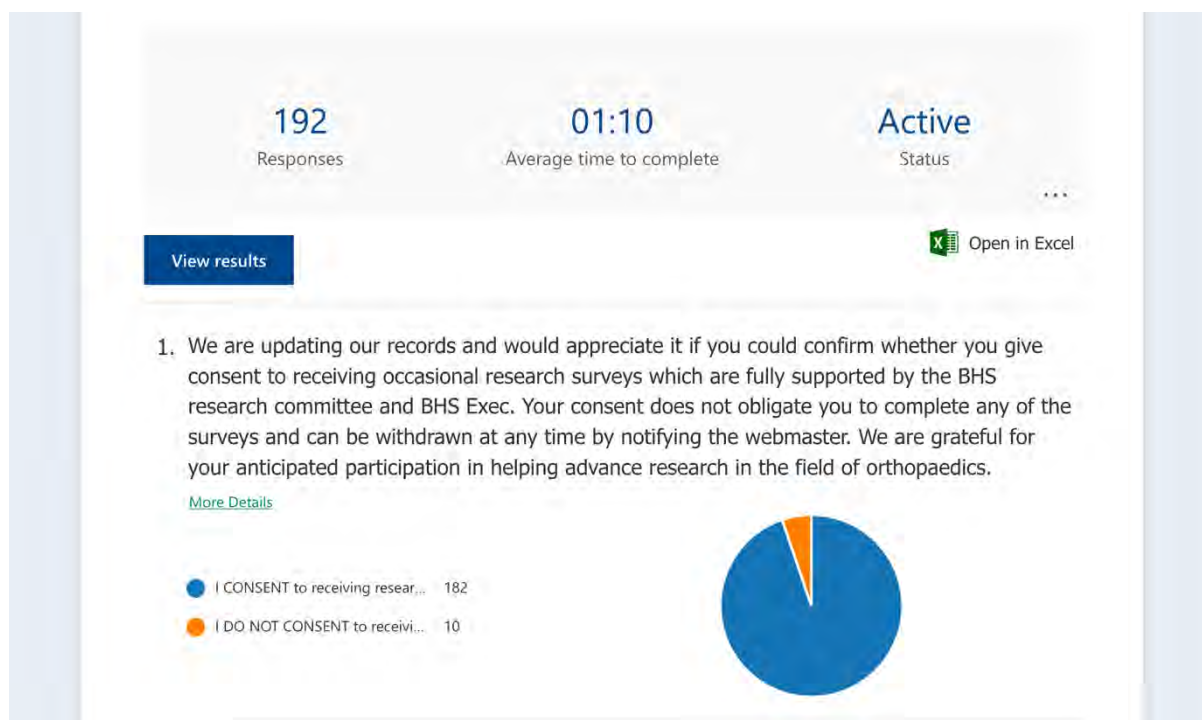 192
Responses
01:10
Average time to complete
Active
Status
...
View results
Open in Excel
1. We are updating our records and would appreciate it if you could confirm whether you give
consent to receiving occasional research surveys which are fully supported by the BHS
research committee and BHS Exec. Your consent does not obligate you to complete any of the
surveys and can be withdrawn at any time by notifying the webmaster. We are grateful for
your anticipated participation in helping advance research in the field of orthopaedics.
More Details
I CONSENT to receiving resear... 182
I DO NOT CONSENT to receivi... 10